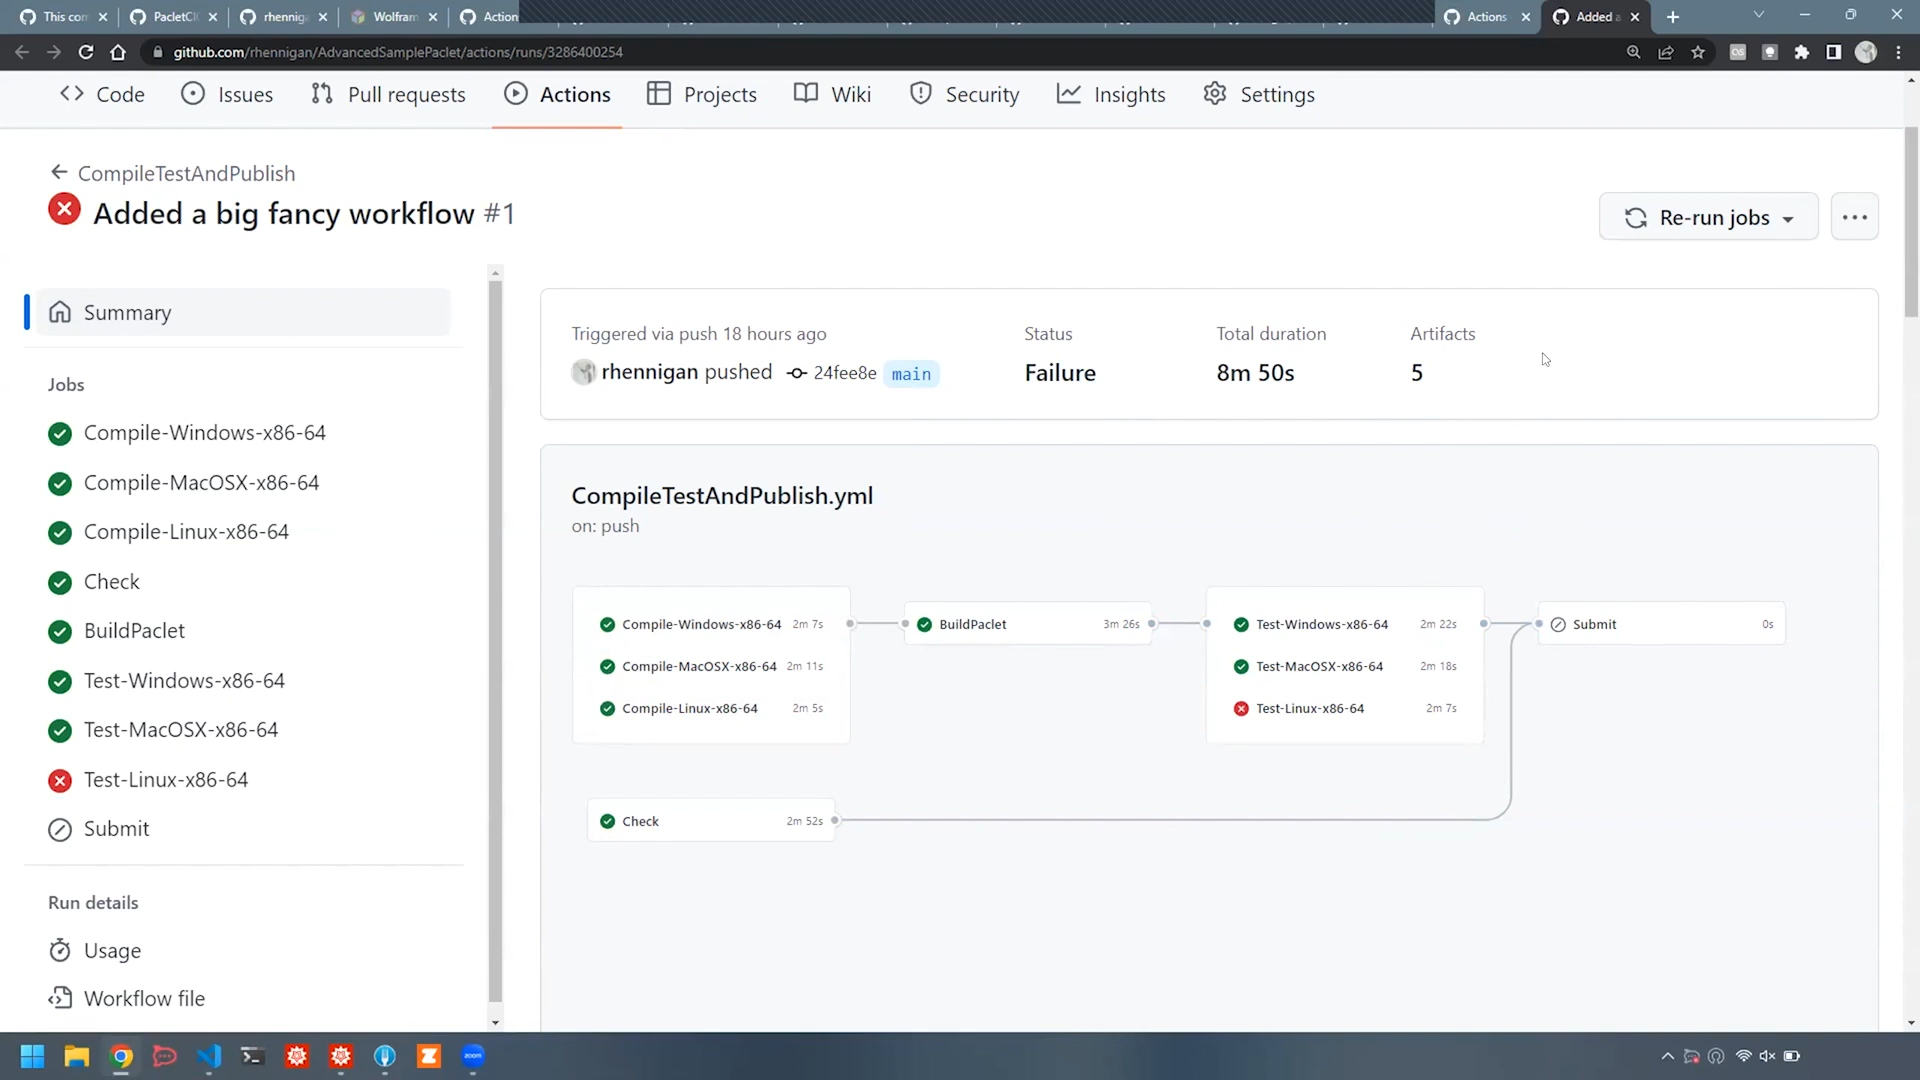 This con
PacletCI
rhenniga
Wolfram
Action
Actions
Added a
github.com/rhennigan/AdvancedSamplePaclet/actions/runs/3286400254
Code
Issues
Pull requests
Actions
Projects
Wiki
Security
Insights
Settings
CompileTestAndPublish
Added a big fancy workflow #1
Re-run jobs
Summary
Jobs
Compile-Windows-x86-64
Compile-MacOSX-x86-64
Compile-Linux-x86-64
Check
BuildPaclet
Test-Windows-x86-64
Test-MacOSX-x86-64
Test-Linux-x86-64
Submit
Run details
Usage
Workflow file
Triggered via push 18 hours ago
rhennigan pushed 24fee8e main
Status
Failure
Total duration
8m 50s
Artifacts
5
CompileTestAndPublish.yml
on: push
Compile-Windows-x86-64 2m 7s
Compile-MacOSX-x86-64 2m 11s
Compile-Linux-x86-64 2m 5s
BuildPaclet 3m 26s
Test-Windows-x86-64 2m 22s
Test-MacOSX-x86-64 2m 18s
Test-Linux-x86-64 2m 7s
Submit 0s
Check 2m 52s
zoom